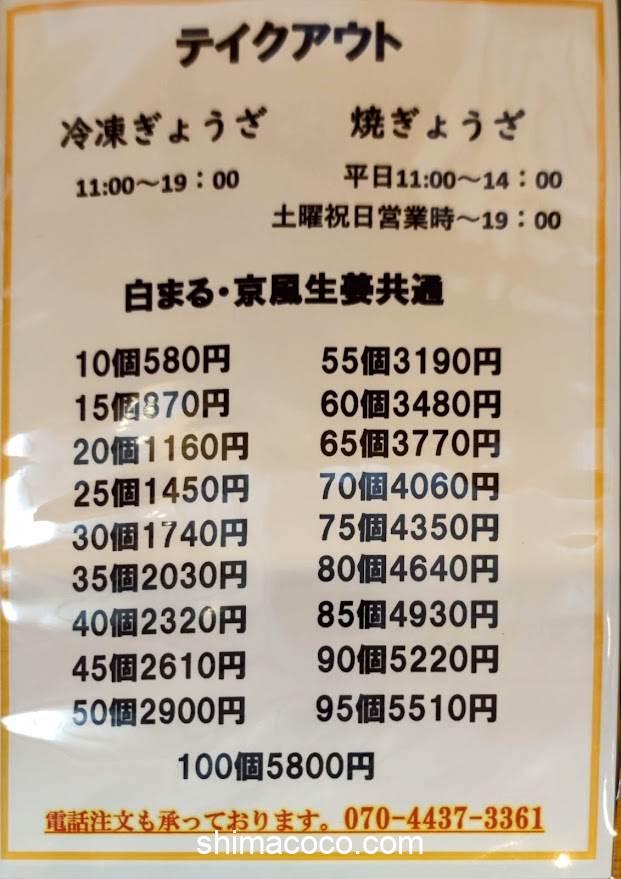 テイクアウト
冷凍ぎょうざ
11:00～19：00
焼ぎょうざ
平日11:00～14：00
土曜祝日営業時～19：00
白まる・京風生姜共通
10個580円
15個870円
20個1160円
25個1450円
30個1740円
35個2030円
40個2320円
45個2610円
50個2900円
55個3190円
60個3480円
65個3770円
70個4060円
75個4350円
80個4640円
85個4930円
90個5220円
95個5510円
100個5800円
電話注文も承っております。070-4437-3361
shimacoco.com